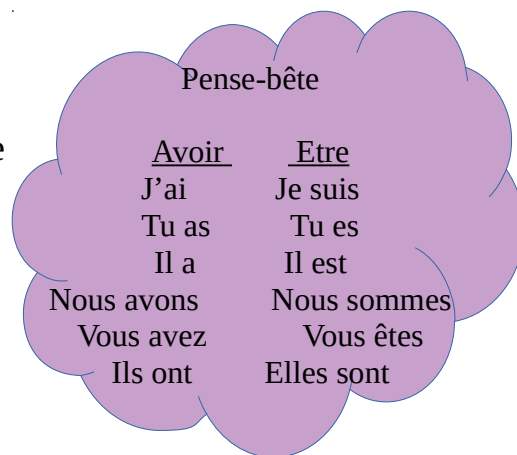 Pense-bête
e
Avoir Etre
J’ai Je suis
Tu as Tu es
Il a Il est
Nous avons Nous sommes
Vous avez Vous êtes
Ils ont Elles sont